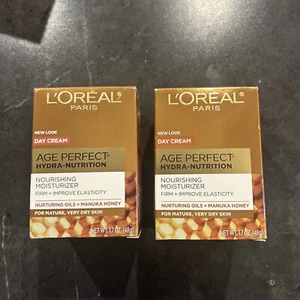 L'ORÉAL
PARIS
NEW LOOK
DAY CREAM
AGE PERFECT
HYDRA-NUTRITION
NOURISHING
MOISTURIZER
FIRM + IMPROVE ELASTICITY
NURTURING OILS + MANUKA HONEY
FOR MATURE, VERY DRY SKIN
NET WT. 1.7 OZ (48g)
L'ORÉAL
PARIS
NEW LOOK
DAY CREAM
AGE PERFECT
HYDRA-NUTRITION
NOURISHING
MOISTURIZER
FIRM + IMPROVE ELASTICITY
NURTURING OILS + MANUKA HONEY
FOR MATURE, VERY DRY SKIN
NET WT. 1.7 OZ (48g)